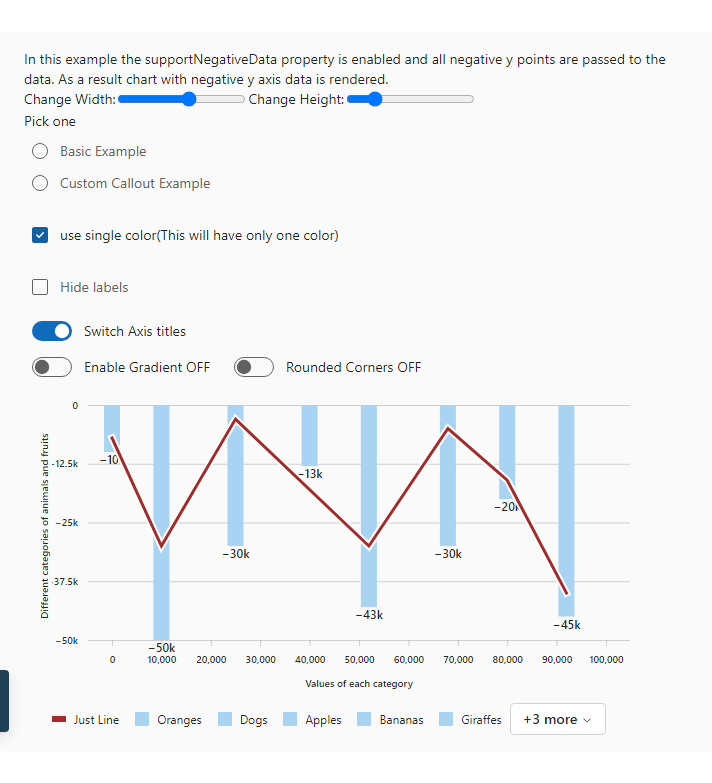 In this example the supportNegativeData property is enabled and all negative y points are passed to the
data. As a result chart with negative y axis data is rendered.
Change Width: Change Height:
Pick one
Basic Example
Custom Callout Example
use single color(This will have only one color)
Hide labels
Switch Axis titles
Enable Gradient OFF Rounded Corners OFF
Different categories of animals and fruits
0
-12.5k
−25k
-37.5k
−50k
−10
−50k
−30k
−13k
−43k
−30k
−20
−45k
0 10,000 20,000 30,000 40,000 50,000 60,000 70,000 80,000 90,000 100,000
Values of each category
Just Line Oranges Dogs Apples Bananas Giraffes +3 more